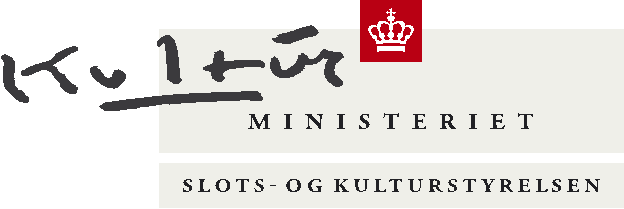 Kultur
MINISTERIET
SLOTS- OG KULTURSTYRELSEN